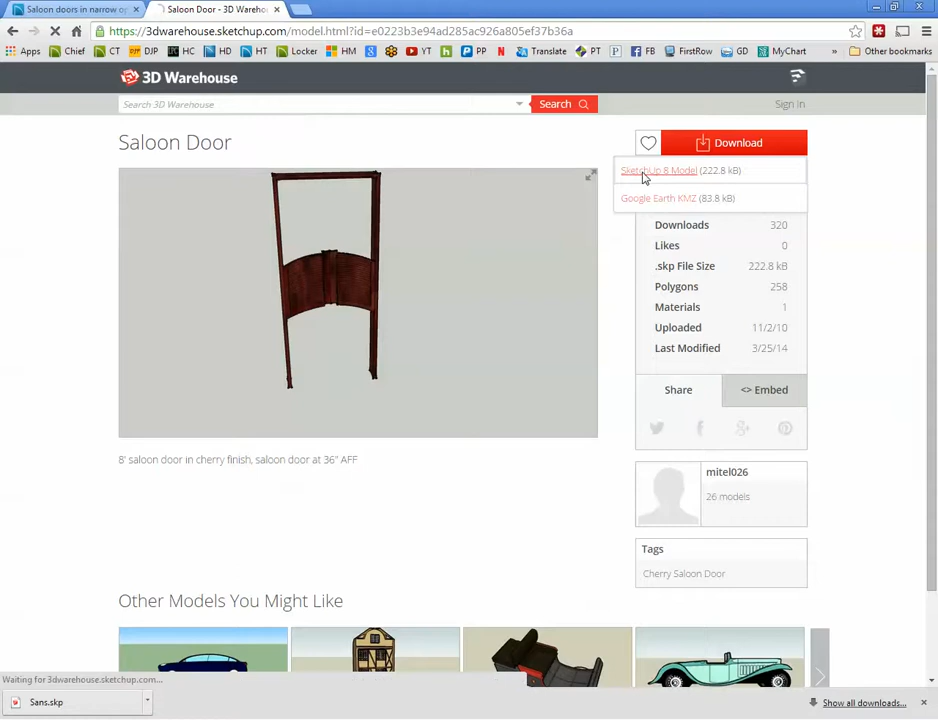 Saloon doors in narrow op
Saloon Door - 3D Wareho
https://3dwarehouse.sketchup.com/model.html?id=e0223b3e94ad285ac926a805ef37b36a
Apps Chief CT DJP HC HD HT Locker HM YT PP Translate PT FB FirstRow AG MyChart » Other bookmarks
3D Warehouse
Search 3D Warehouse Search Sign In
Saloon Door
Download
SketchUp 8 Model (222.8 kB)
Google Earth KMZ (83.8 kB)
Downloads 320
Likes 0
.skp File Size 222.8 kB
Polygons 258
Materials 1
Uploaded 11/2/10
Last Modified 3/25/14
Share <> Embed
8' saloon door in cherry finish, saloon door at 36" AFF
mitel026
26 models
Tags
Cherry Saloon Door
Other Models You Might Like
Waiting for 3dwarehouse.sketchup.com...
Sans.skp
Show all downloads...